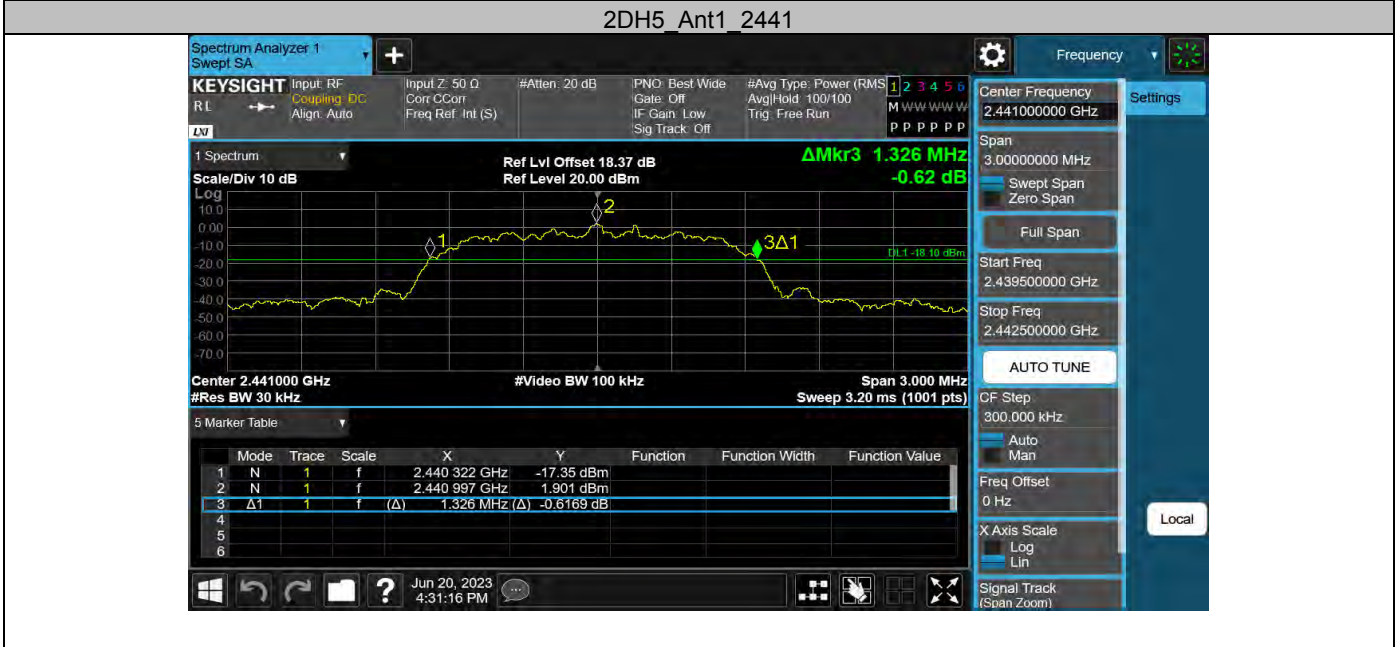 2DH5_Ant1_2441
Spectrum Analyzer 1
Swept SA
+
Frequency
KEYSIGHT
RL
LXI
Input: RF
Coupling: DC
Align: Auto
Input Z: 50 Ω
Corr CCorr
Freq Ref: Int (S)
#Atten: 20 dB
PNO: Best Wide
Gate: Off
IF Gain: Low
Sig Track: Off
#Avg Type: Power (RMS
Avg|Hold: 100/100
Trig: Free Run
1 2 3 4 5 6
M W W W W W
P P P P P P
Center Frequency
2.441000000 GHz
Settings
Span
3.00000000 MHz
Swept Span
Zero Span
Full Span
Start Freq
2.439500000 GHz
Stop Freq
2.442500000 GHz
AUTO TUNE
CF Step
300.000 kHz
Auto
Man
Freq Offset
0 Hz
X Axis Scale
Log
Lin
Signal Track
(Span Zoom)
Local
1 Spectrum
Scale/Div 10 dB
Ref Lvl Offset 18.37 dB
Ref Level 20.00 dBm
ΔMkr3 1.326 MHz
-0.62 dB
Log
10.0
0.00
-10.0
-20.0
-30.0
-40.0
-50.0
-60.0
-70.0
1
2
3Δ1
DL1 -18.10 dBm
Center 2.441000 GHz
#Video BW 100 kHz
Span 3.000 MHz
#Res BW 30 kHz
Sweep 3.20 ms (1001 pts)
5 Marker Table
Mode Trace Scale X Y Function Function Width Function Value
1 N 1 f 2.440 322 GHz -17.35 dBm
2 N 1 f 2.440 997 GHz 1.901 dBm
3 Δ1 1 f (Δ) 1.326 MHz (Δ) -0.6169 dB
4
5
6
?
Jun 20, 2023
4:31:16 PM